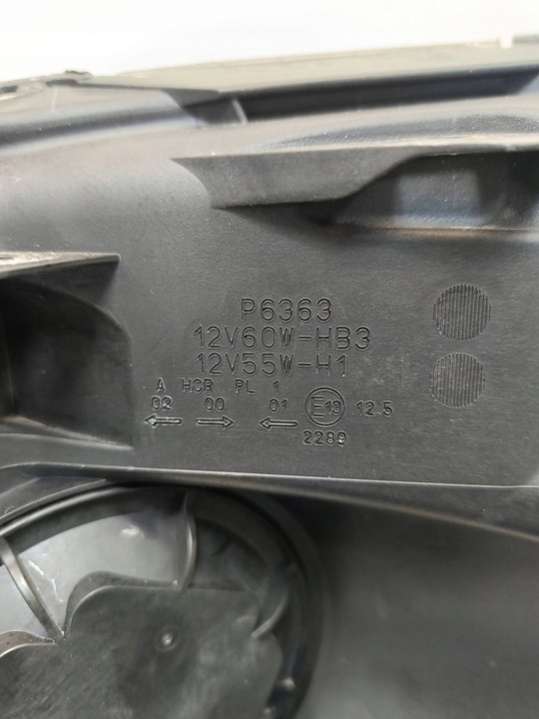 P6363
12V60W-HB3
12V55W-H1
A HCR PL 1
02 00 01 E13 12.5
2289